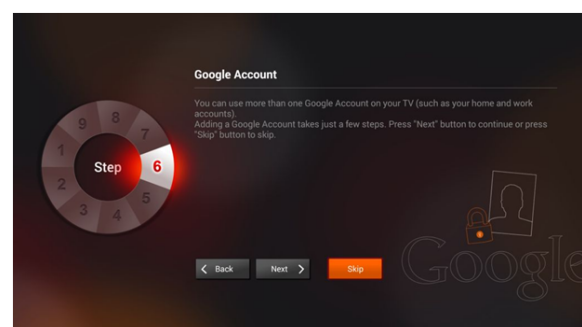 Google Account
You can use more than one Google Account on your TV (such as your home and work
accounts).
Adding a Google Account takes just a few steps. Press "Next" button to continue or press
"Skip" button to skip.
9 8 7
1 Step 6
2 5
3 4
Back Next Skip
Google